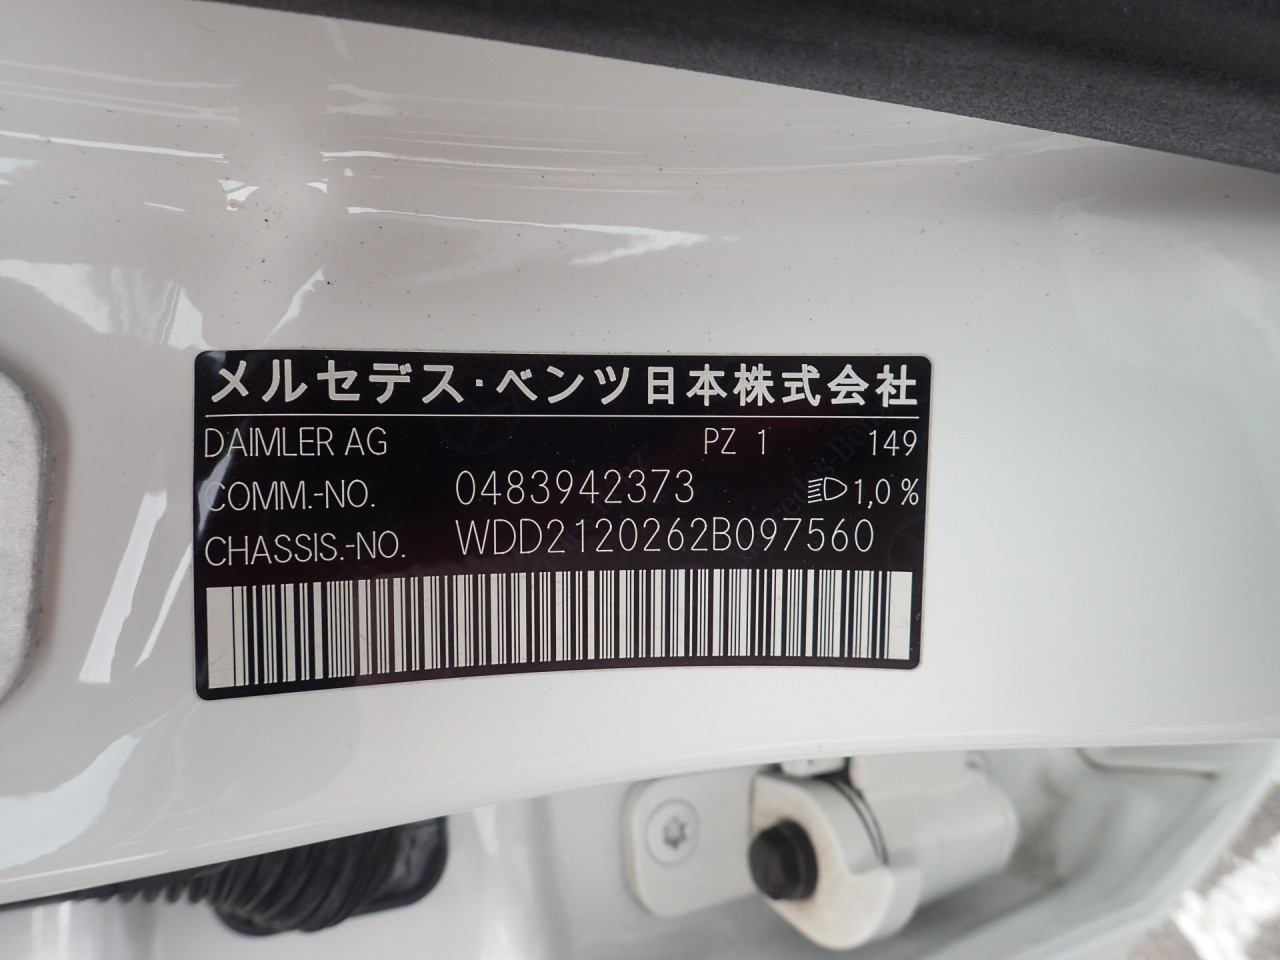 メルセデス・ベンツ日本株式会社
DAIMLER AG PZ 1 149
COMM.-NO. 0483942373 1,0 %
CHASSIS.-NO. WDD2120262B097560